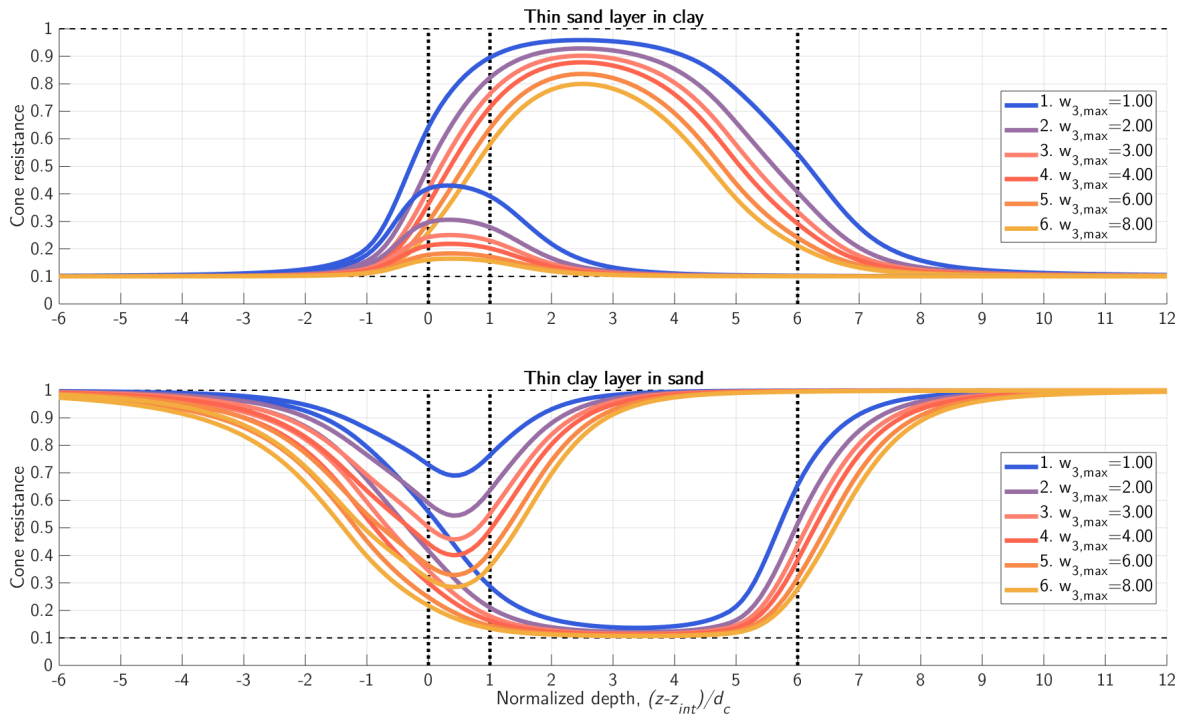 Thin sand layer in clay
Cone resistance
1
0.9
0.8
0.7
0.6
0.5
0.4
0.3
0.2
0.1
0
-6 -5 -4 -3 -2 -1 0 1 2 3 4 5 6 7 8 9 10 11 12
1. w3,max=1.00
2. w3,max=2.00
3. w3,max=3.00
4. w3,max=4.00
5. w3,max=6.00
6. w3,max=8.00
Thin clay layer in sand
Cone resistance
1
0.9
0.8
0.7
0.6
0.5
0.4
0.3
0.2
0.1
0
-6 -5 -4 -3 -2 -1 0 1 2 3 4 5 6 7 8 9 10 11 12
1. w3,max=1.00
2. w3,max=2.00
3. w3,max=3.00
4. w3,max=4.00
5. w3,max=6.00
6. w3,max=8.00
Normalized depth, (z-zint)/dc